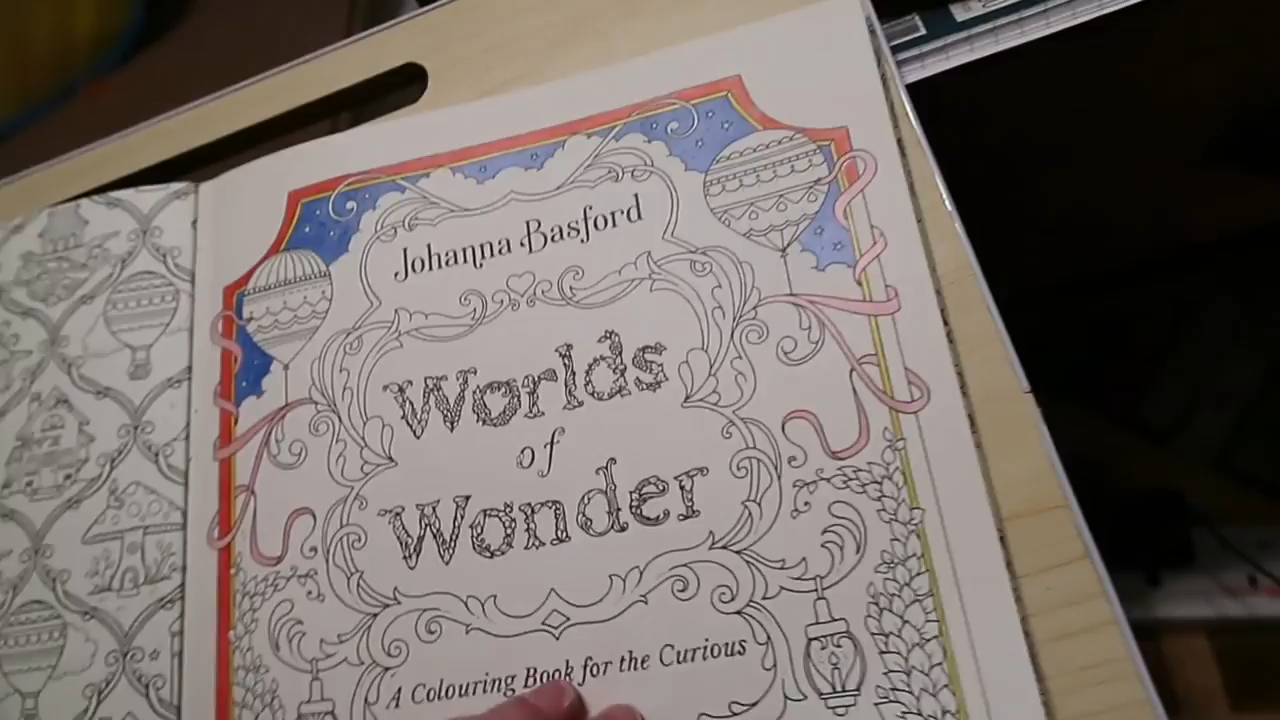 Johanna Basford
Worlds
of
Wonder
A Colouring Book for the Curious